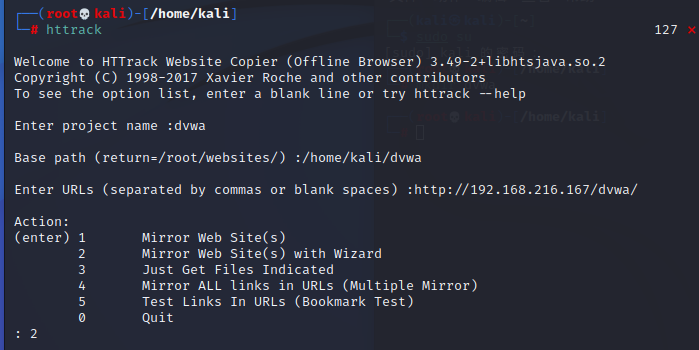 (root💀kali)-[/home/kali]
# httrack 127 ✕
Welcome to HTTrack Website Copier (Offline Browser) 3.49-2+libhtsjava.so.2
Copyright (C) 1998-2017 Xavier Roche and other contributors
To see the option list, enter a blank line or try httrack --help
Enter project name :dvwa
Base path (return=/root/websites/) :/home/kali/dvwa
Enter URLs (separated by commas or blank spaces) :http://192.168.216.167/dvwa/
Action:
(enter) 1 Mirror Web Site(s)
2 Mirror Web Site(s) with Wizard
3 Just Get Files Indicated
4 Mirror ALL links in URLs (Multiple Mirror)
5 Test Links In URLs (Bookmark Test)
0 Quit
: 2